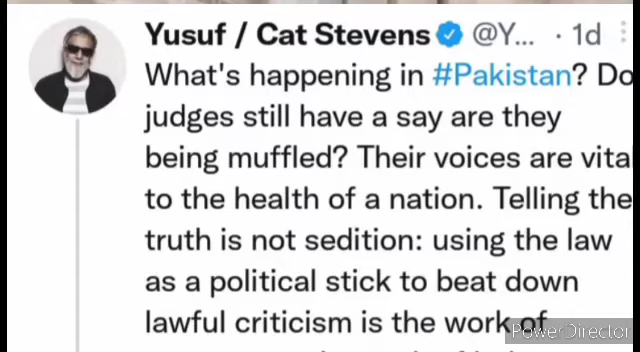 Yusuf / Cat Stevens @Y... · 1d
What's happening in #Pakistan? Do
judges still have a say are they
being muffled? Their voices are vita
to the health of a nation. Telling the
truth is not sedition: using the law
as a political stick to beat down
lawful criticism is the work of
PowerDirector